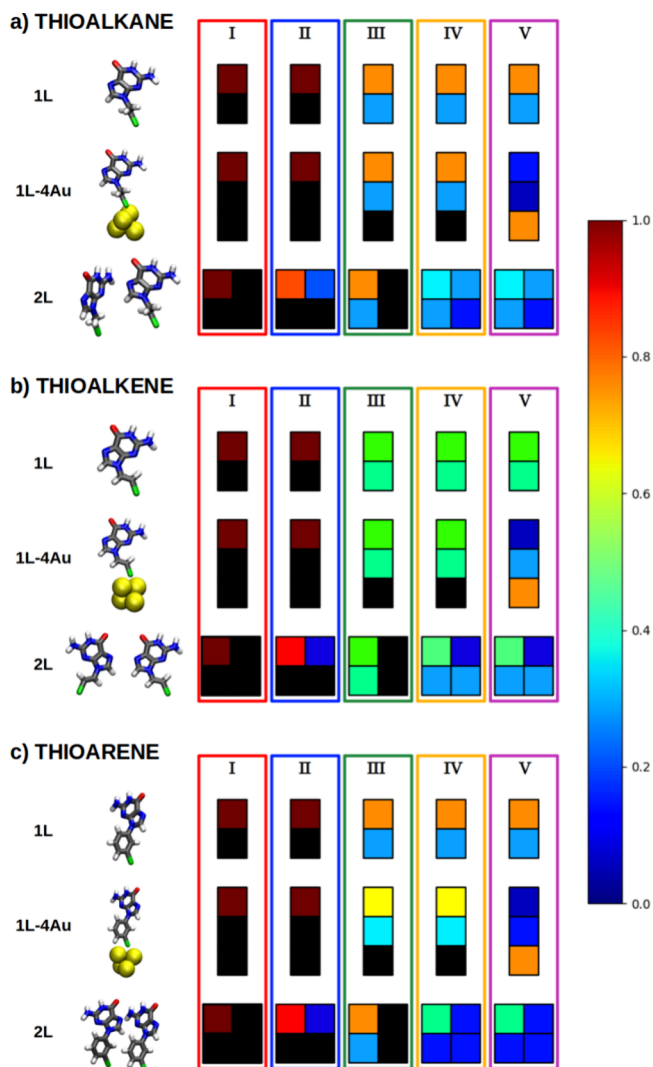 a) THIOALKANE
I II III IV V
1L
1L-4Au
2L
b) THIOALKENE
I II III IV V
1L
1L-4Au
2L
c) THIOARENE
I II III IV V
1L
1L-4Au
2L
1.0
0.8
0.6
0.4
0.2
0.0